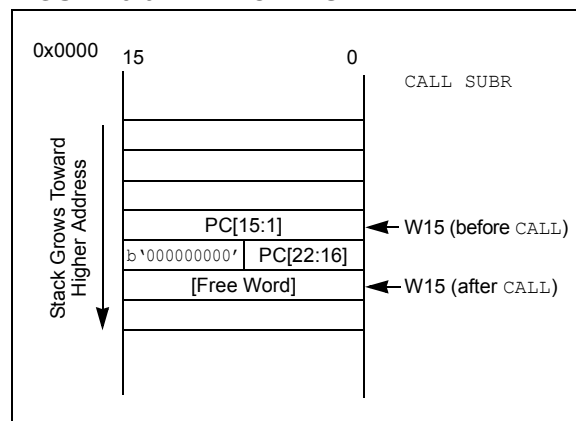 0x0000
15
0
CALL SUBR
Stack Grows Toward
Higher Address
PC[15:1]
W15 (before CALL)
b‘000000000’
PC[22:16]
[Free Word]
W15 (after CALL)